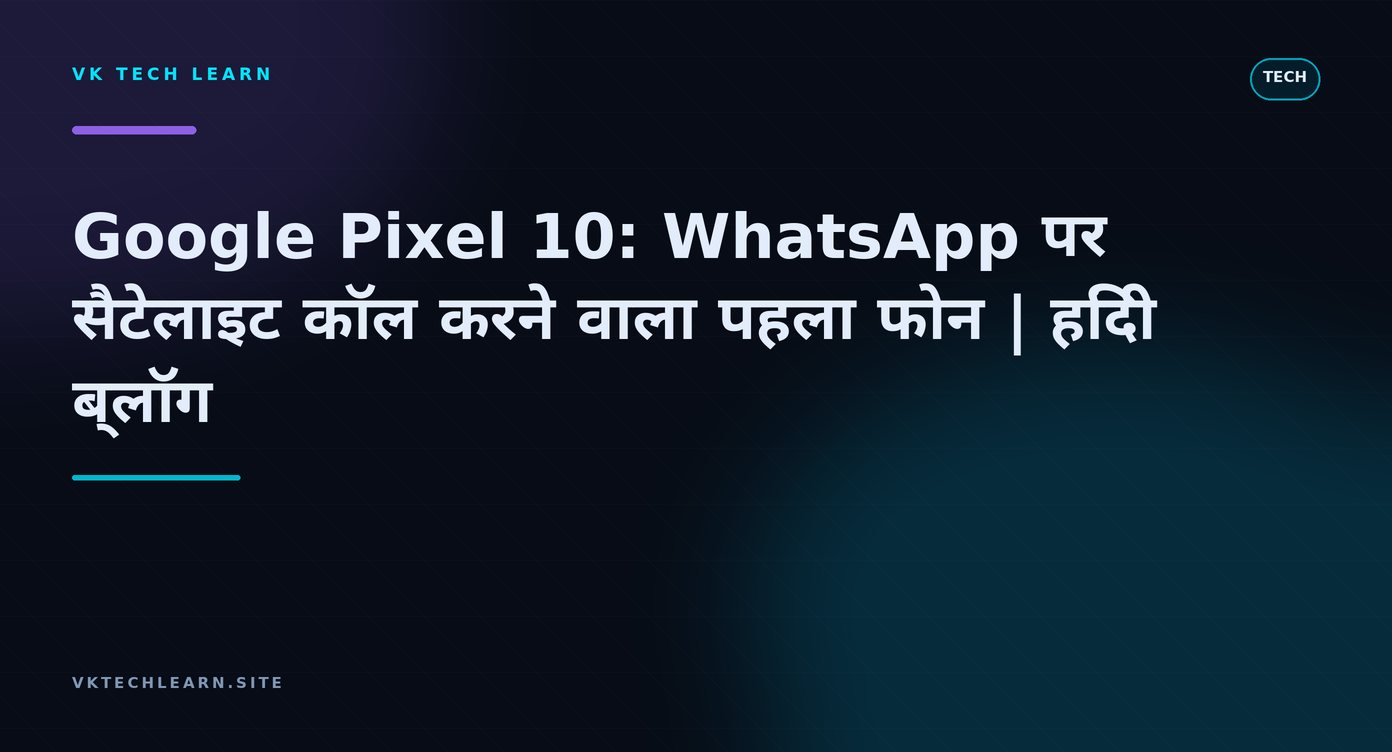 VK TECH LEARN
TECH
Google Pixel 10: WhatsApp पर
सैटेलाइट कॉल करने वाला पहला फोन | हिंदी
ब्लॉग
VKTECHLEARN.SITE